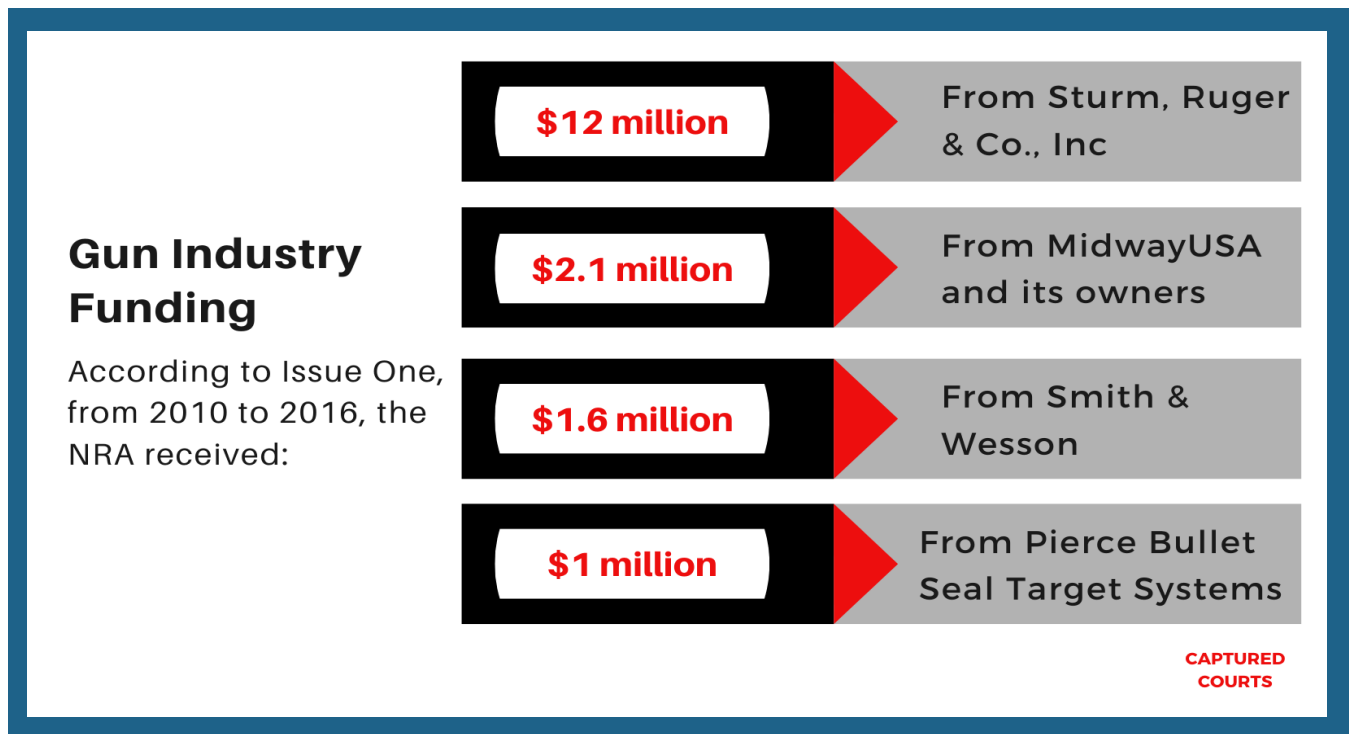 Gun Industry
Funding
According to Issue One,
from 2010 to 2016, the
NRA received:
$12 million
From Sturm, Ruger
& Co., Inc
$2.1 million
From MidwayUSA
and its owners
$1.6 million
From Smith &
Wesson
$1 million
From Pierce Bullet
Seal Target Systems
CAPTURED
COURTS